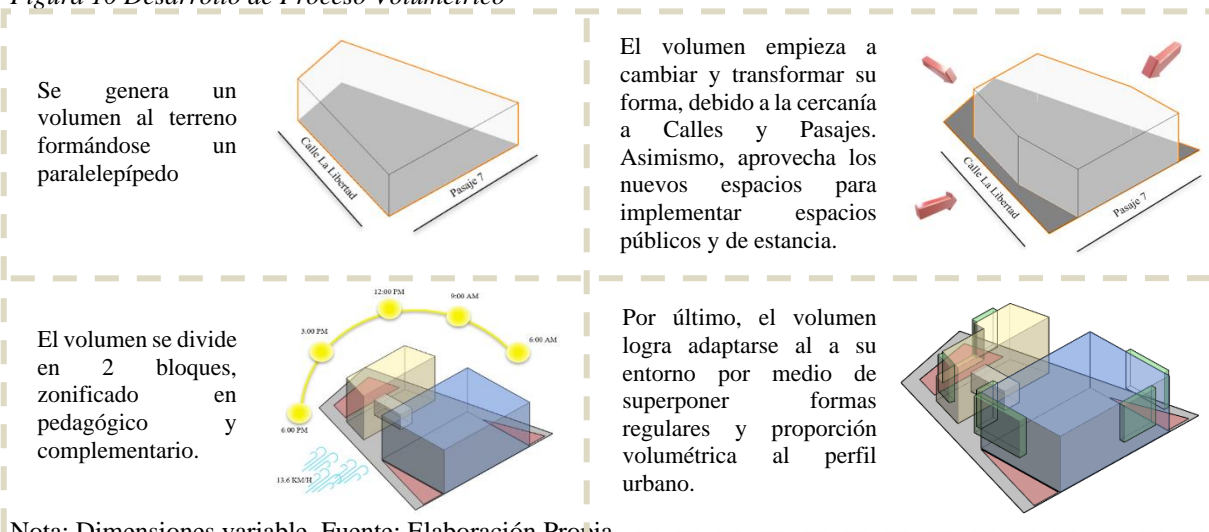 Figura 10 Desarrollo de Proceso Volumétrico
Se genera un
volumen al terreno
formándose un
paralelepípedo
Calle La Libertad
Pasaje 7
El volumen empieza a
cambiar y transformar su
forma, debido a la cercanía
a Calles y Pasajes.
Asimismo, aprovecha los
nuevos espacios para
implementar espacios
públicos y de estancia.
Calle La Libertad
Pasaje 7
El volumen se divide
en 2 bloques,
zonificado en
pedagógico y
complementario.
12:00 PM
9:00 AM
3:00 PM
6:00 AM
6:00 PM
13.6 KM/H
Por último, el volumen
logra adaptarse al a su
entorno por medio de
superponer formas
regulares y proporción
volumétrica al perfil
urbano.
Nota: Dimensiones variable. Fuente: Elaboración Propia